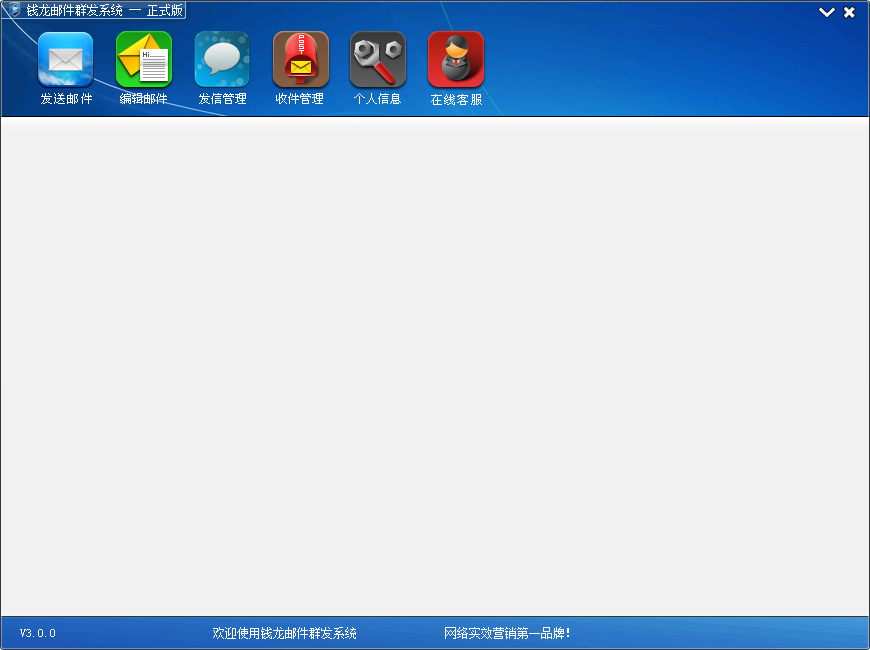 钱龙邮件群发系统 — 正式版
发送邮件 编辑邮件 发信管理 收件管理 个人信息 在线客服
V3.0.0 欢迎使用钱龙邮件群发系统 网络实效营销第一品牌!